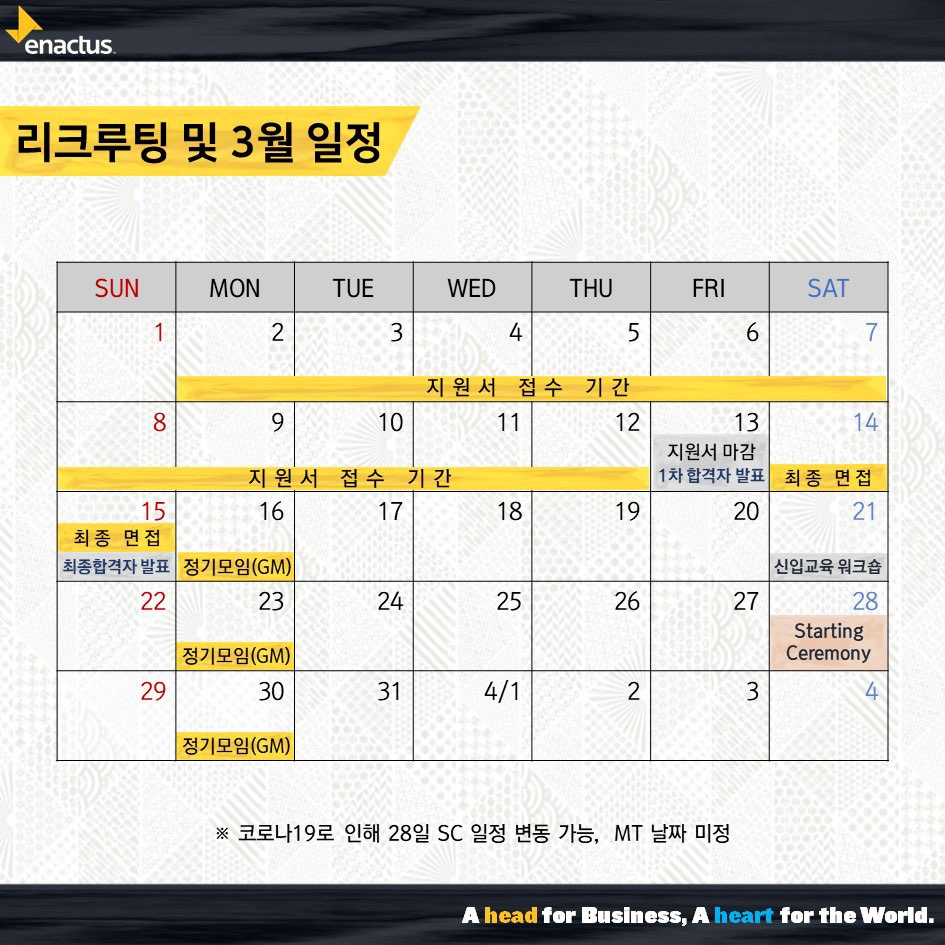 enactus
리크루팅 및 3월 일정
SUN MON TUE WED THU FRI SAT
1 2 3 4 5 6 7
지원서 접수 기간
8 9 10 11 12 13 14
지원서 마감
지원서 접수 기간 1차 합격자 발표 최종 면접
15 16 17 18 19 20 21
최종 면접
최종합격자 발표 정기모임(GM) 신입교육 워크숍
22 23 24 25 26 27 28
Starting
Ceremony
정기모임(GM)
29 30 31 4/1 2 3 4
정기모임(GM)
※ 코로나19로 인해 28일 SC 일정 변동 가능, MT 날짜 미정
A head for Business, A heart for the World.